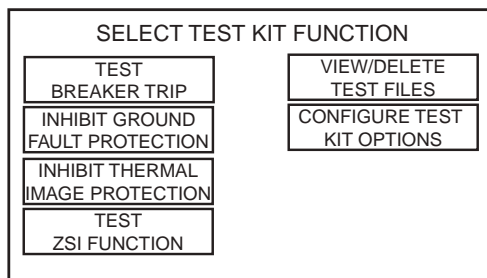 SELECT TEST KIT FUNCTION
TEST
BREAKER TRIP
INHIBIT GROUND
FAULT PROTECTION
INHIBIT THERMAL
IMAGE PROTECTION
TEST
ZSI FUNCTION
VIEW/DELETE
TEST FILES
CONFIGURE TEST
KIT OPTIONS